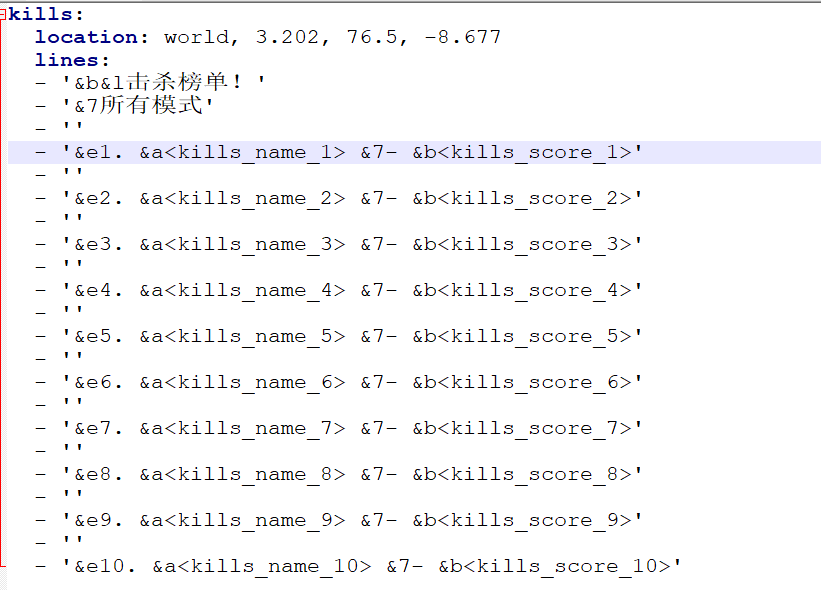 kills:
  location: world, 3.202, 76.5, -8.677
  lines:
  - '&b&l击杀榜单！'
  - '&7所有模式'
  - ''
  - '&e1. &a<kills_name_1> &7- &b<kills_score_1>'
  - ''
  - '&e2. &a<kills_name_2> &7- &b<kills_score_2>'
  - ''
  - '&e3. &a<kills_name_3> &7- &b<kills_score_3>'
  - ''
  - '&e4. &a<kills_name_4> &7- &b<kills_score_4>'
  - ''
  - '&e5. &a<kills_name_5> &7- &b<kills_score_5>'
  - ''
  - '&e6. &a<kills_name_6> &7- &b<kills_score_6>'
  - ''
  - '&e7. &a<kills_name_7> &7- &b<kills_score_7>'
  - ''
  - '&e8. &a<kills_name_8> &7- &b<kills_score_8>'
  - ''
  - '&e9. &a<kills_name_9> &7- &b<kills_score_9>'
  - ''
  - '&e10. &a<kills_name_10> &7- &b<kills_score_10>'